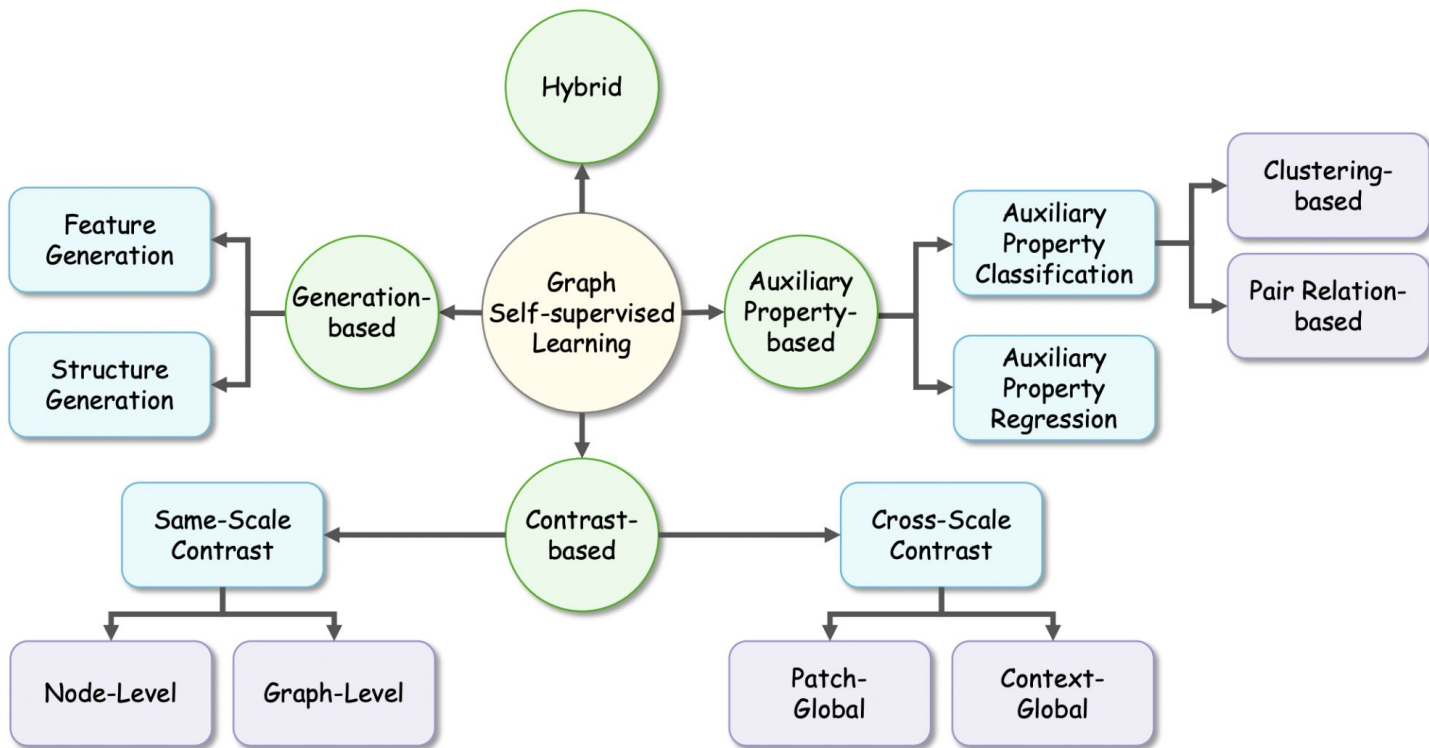 Hybrid
Feature
Generation
Structure
Generation
Generation-
based
Graph
Self-supervised
Learning
Auxiliary
Property-
based
Auxiliary
Property
Classification
Auxiliary
Property
Regression
Clustering-
based
Pair Relation-
based
Same-Scale
Contrast
Contrast-
based
Cross-Scale
Contrast
Node-Level
Graph-Level
Patch-
Global
Context-
Global